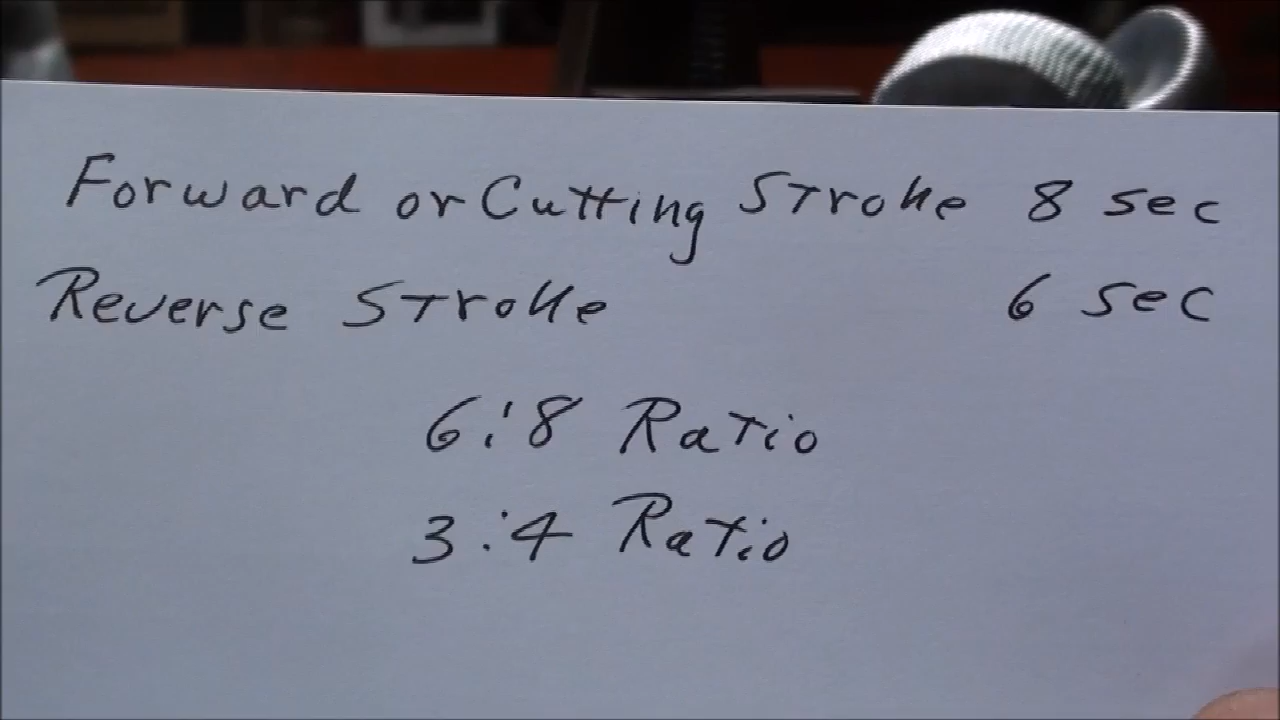 Forward or Cutting Stroke 8 sec
Reverse Stroke 6 sec
6:8 Ratio
3:4 Ratio